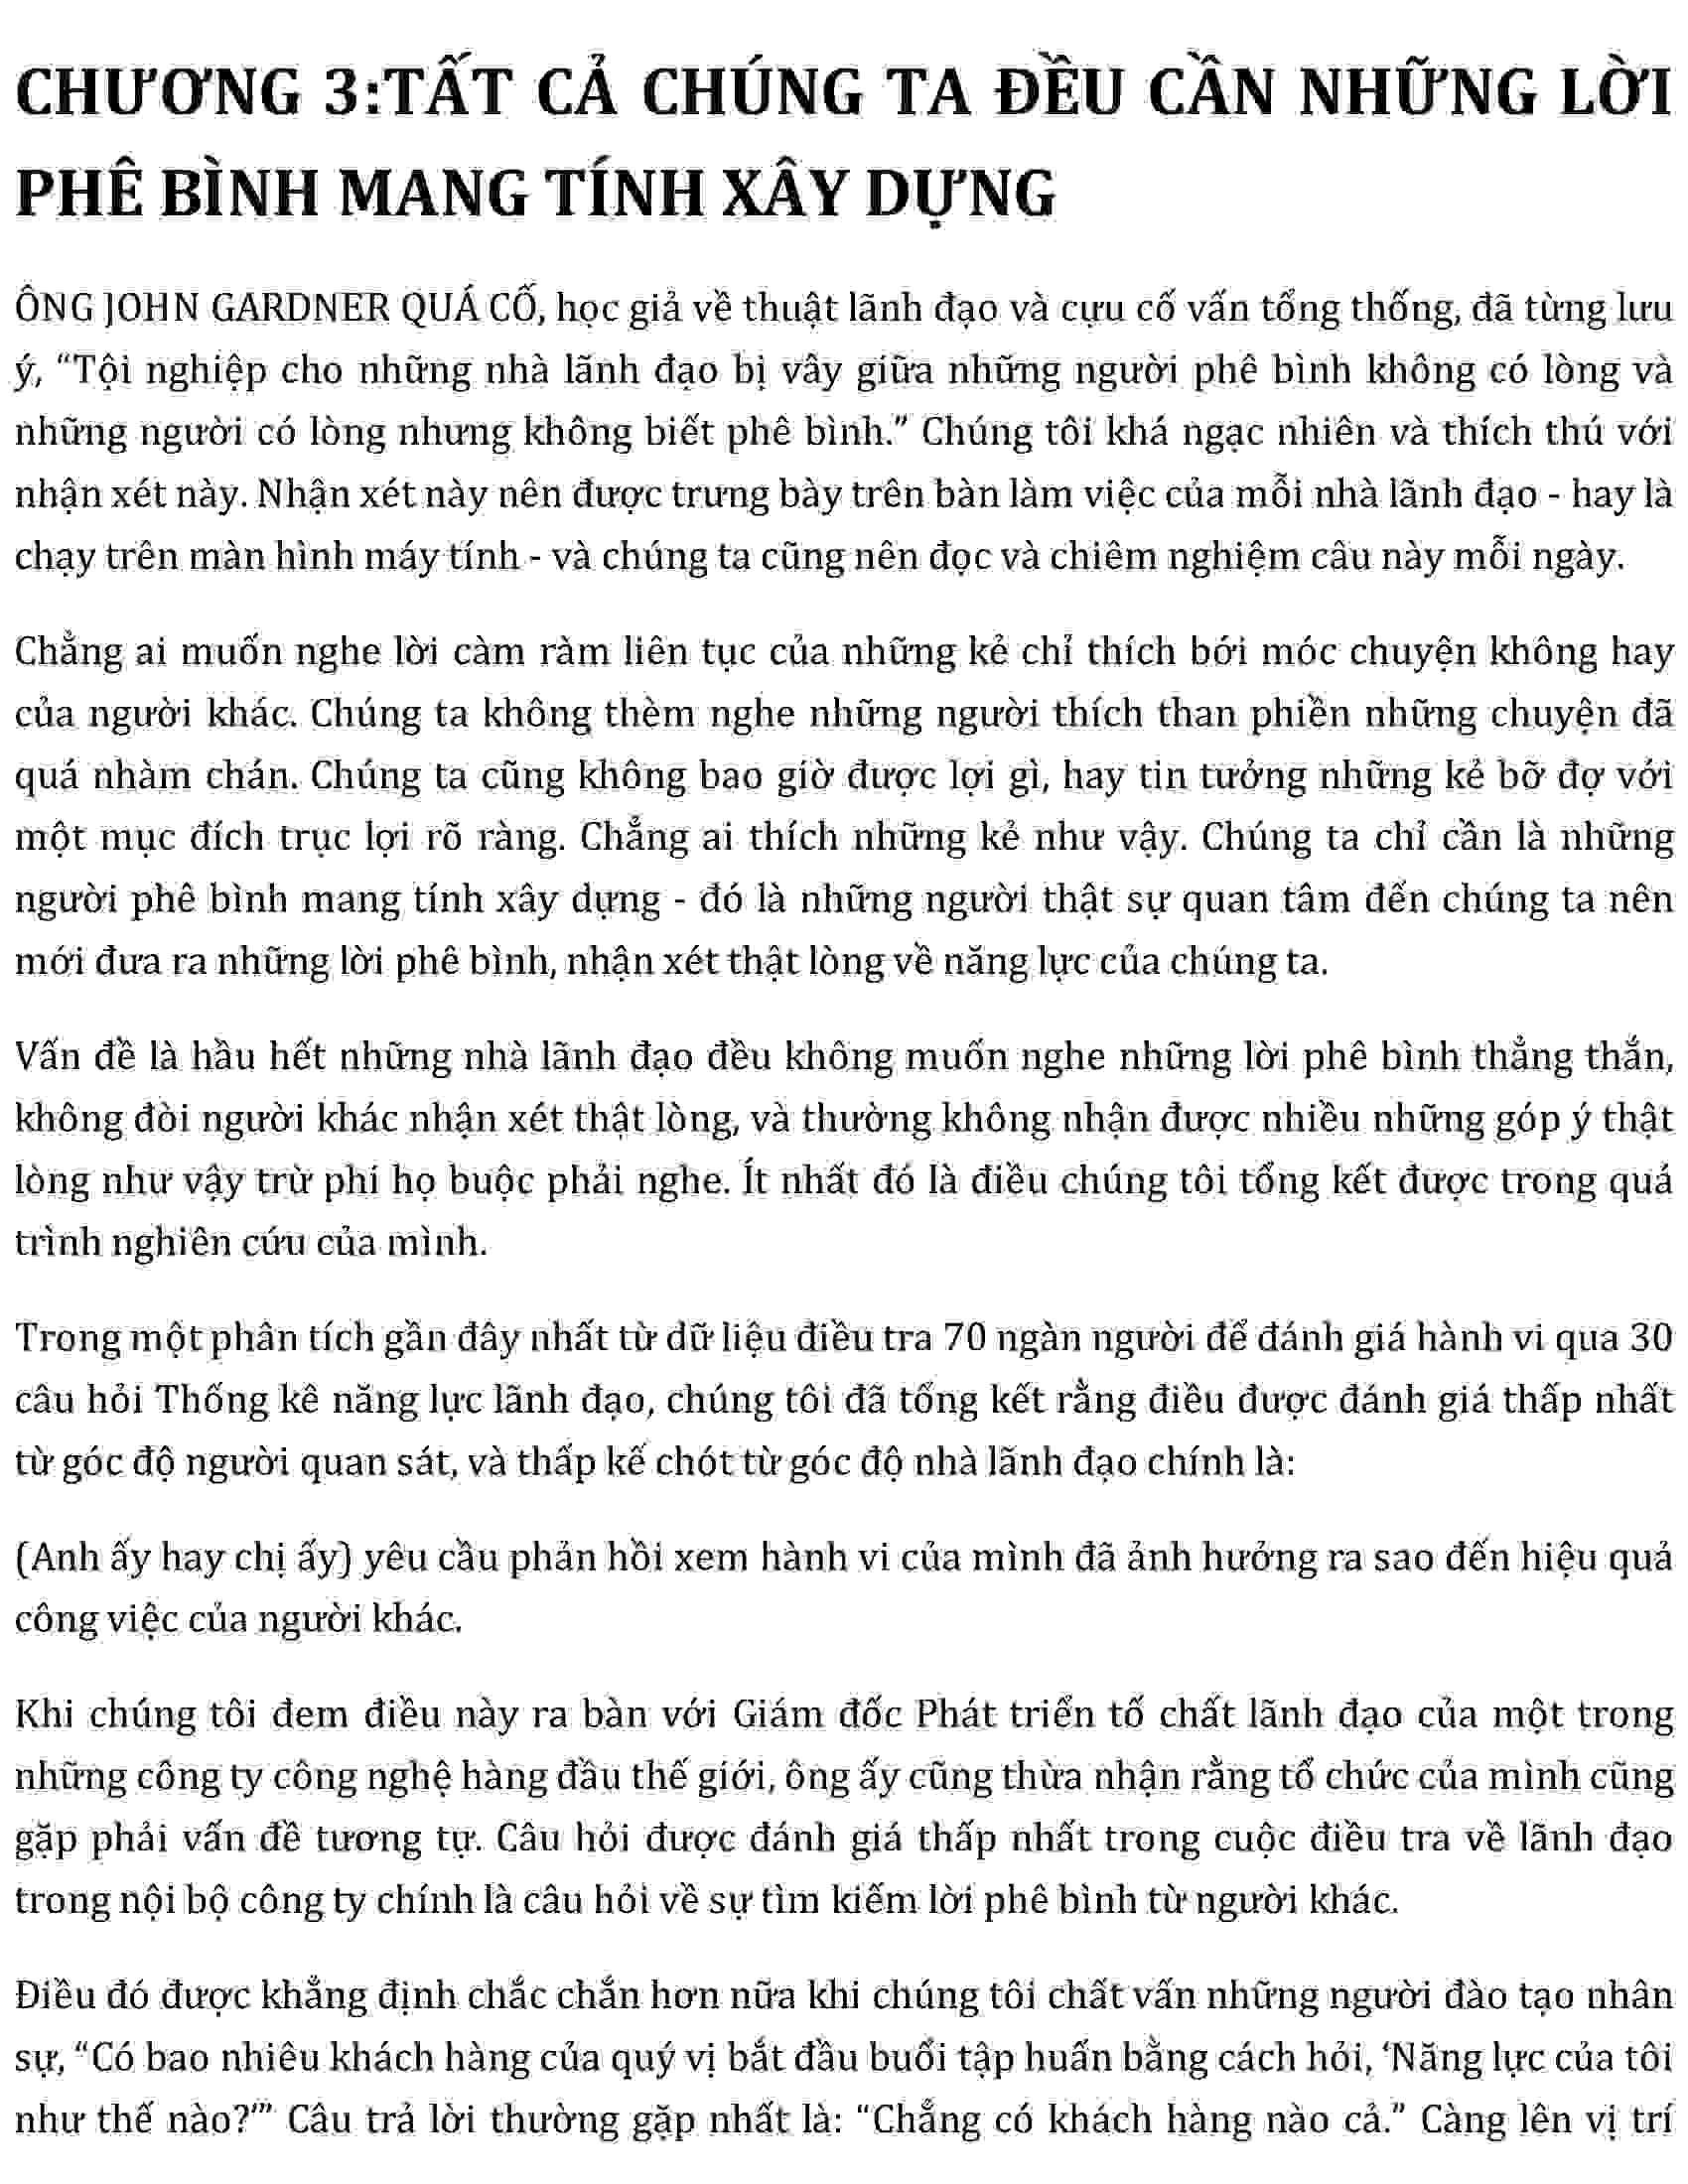 CHƯƠNG 3:TẤT CẢ CHÚNG TA ĐỀU CẦN NHỮNG LỜI
PHÊ BÌNH MANG TÍNH XÂY DỰNG
ÔNG JOHN GARDNER QUÁ CỐ, học giả về thuật lãnh đạo và cựu cố vấn tổng thống, đã từng lưu
ý, “Tội nghiệp cho những nhà lãnh đạo bị vây giữa những người phê bình không có lòng và
những người có lòng nhưng không biết phê bình.” Chúng tôi khá ngạc nhiên và thích thú với
nhận xét này. Nhận xét này nên được trưng bày trên bàn làm việc của mỗi nhà lãnh đạo - hay là
chạy trên màn hình máy tính - và chúng ta cũng nên đọc và chiêm nghiệm câu này mỗi ngày.
Chẳng ai muốn nghe lời càm ràm liên tục của những kẻ chỉ thích bới móc chuyện không hay
của người khác. Chúng ta không thèm nghe những người thích than phiền những chuyện đã
quá nhàm chán. Chúng ta cũng không bao giờ được lợi gì, hay tin tưởng những kẻ bỡ đợ với
một mục đích trục lợi rõ ràng. Chẳng ai thích những kẻ như vậy. Chúng ta chỉ cần là những
người phê bình mang tính xây dựng - đó là những người thật sự quan tâm đến chúng ta nên
mới đưa ra những lời phê bình, nhận xét thật lòng về năng lực của chúng ta.
Vấn đề là hầu hết những nhà lãnh đạo đều không muốn nghe những lời phê bình thẳng thắn,
không đòi người khác nhận xét thật lòng, và thường không nhận được nhiều những góp ý thật
lòng như vậy trừ phi họ buộc phải nghe. Ít nhất đó là điều chúng tôi tổng kết được trong quá
trình nghiên cứu của mình.
Trong một phân tích gần đây nhất từ dữ liệu điều tra 70 ngàn người để đánh giá hành vi qua 30
câu hỏi Thống kê năng lực lãnh đạo, chúng tôi đã tổng kết rằng điều được đánh giá thấp nhất
từ góc độ người quan sát, và thấp kế chót từ góc độ nhà lãnh đạo chính là:
(Anh ấy hay chị ấy) yêu cầu phản hồi xem hành vi của mình đã ảnh hưởng ra sao đến hiệu quả
công việc của người khác.
Khi chúng tôi đem điều này ra bàn với Giám đốc Phát triển tố chất lãnh đạo của một trong
những công ty công nghệ hàng đầu thế giới, ông ấy cũng thừa nhận rằng tổ chức của mình cũng
gặp phải vấn đề tương tự. Câu hỏi được đánh giá thấp nhất trong cuộc điều tra về lãnh đạo
trong nội bộ công ty chính là câu hỏi về sự tìm kiếm lời phê bình từ người khác.
Điều đó được khẳng định chắc chắn hơn nữa khi chúng tôi chất vấn những người đào tạo nhân
sự, “Có bao nhiêu khách hàng của quý vị bắt đầu buổi tập huấn bằng cách hỏi, ‘Năng lực của tôi
như thế nào?’” Câu trả lời thường gặp nhất là: “Chẳng có khách hàng nào cả.” Càng lên vị trí